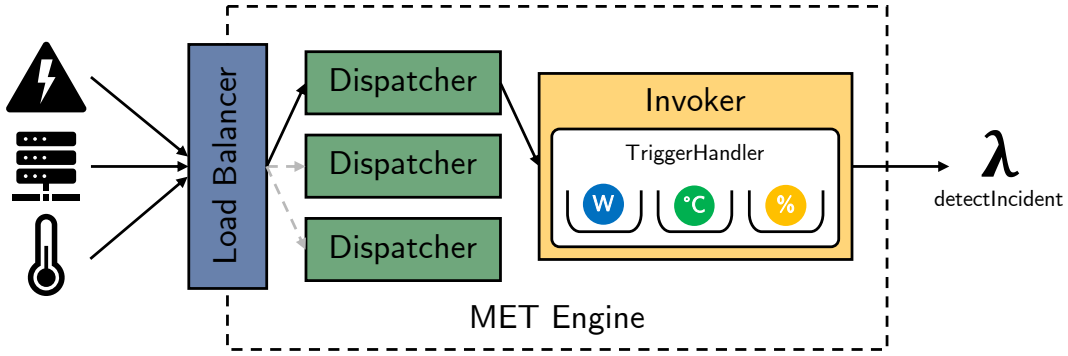 Load Balancer
Dispatcher
Dispatcher
Dispatcher
Invoker
TriggerHandler
W
°C
%
MET Engine
λ
detectIncident